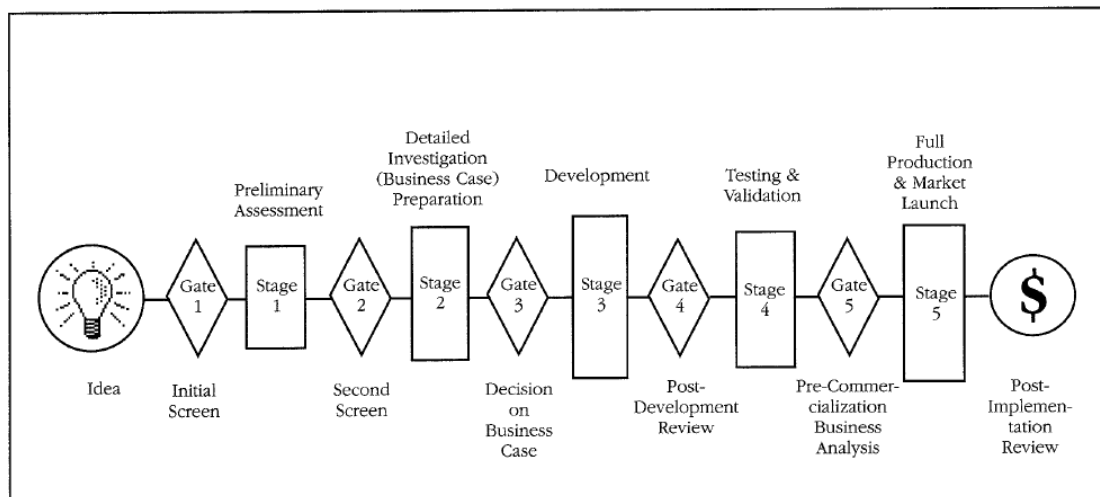 Idea
Gate
1
Initial
Screen
Preliminary
Assessment
Stage
1
Gate
2
Second
Screen
Detailed
Investigation
(Business Case)
Preparation
Stage
2
Gate
3
Decision
on
Business
Case
Development
Stage
3
Gate
4
Post-
Development
Review
Testing &
Validation
Stage
4
Gate
5
Pre-Commer-
cialization
Business
Analysis
Full
Production
& Market
Launch
Stage
5
$
Post-
Implemen-
tation
Review